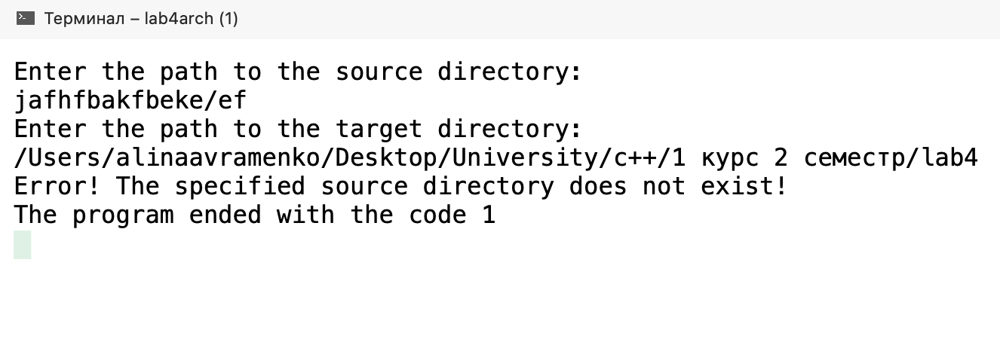 Терминал – lab4arch (1)
Enter the path to the source directory:
jafhfbakfbeke/ef
Enter the path to the target directory:
/Users/alinaavramenko/Desktop/University/c++/1 курс 2 семестр/lab4
Error! The specified source directory does not exist!
The program ended with the code 1